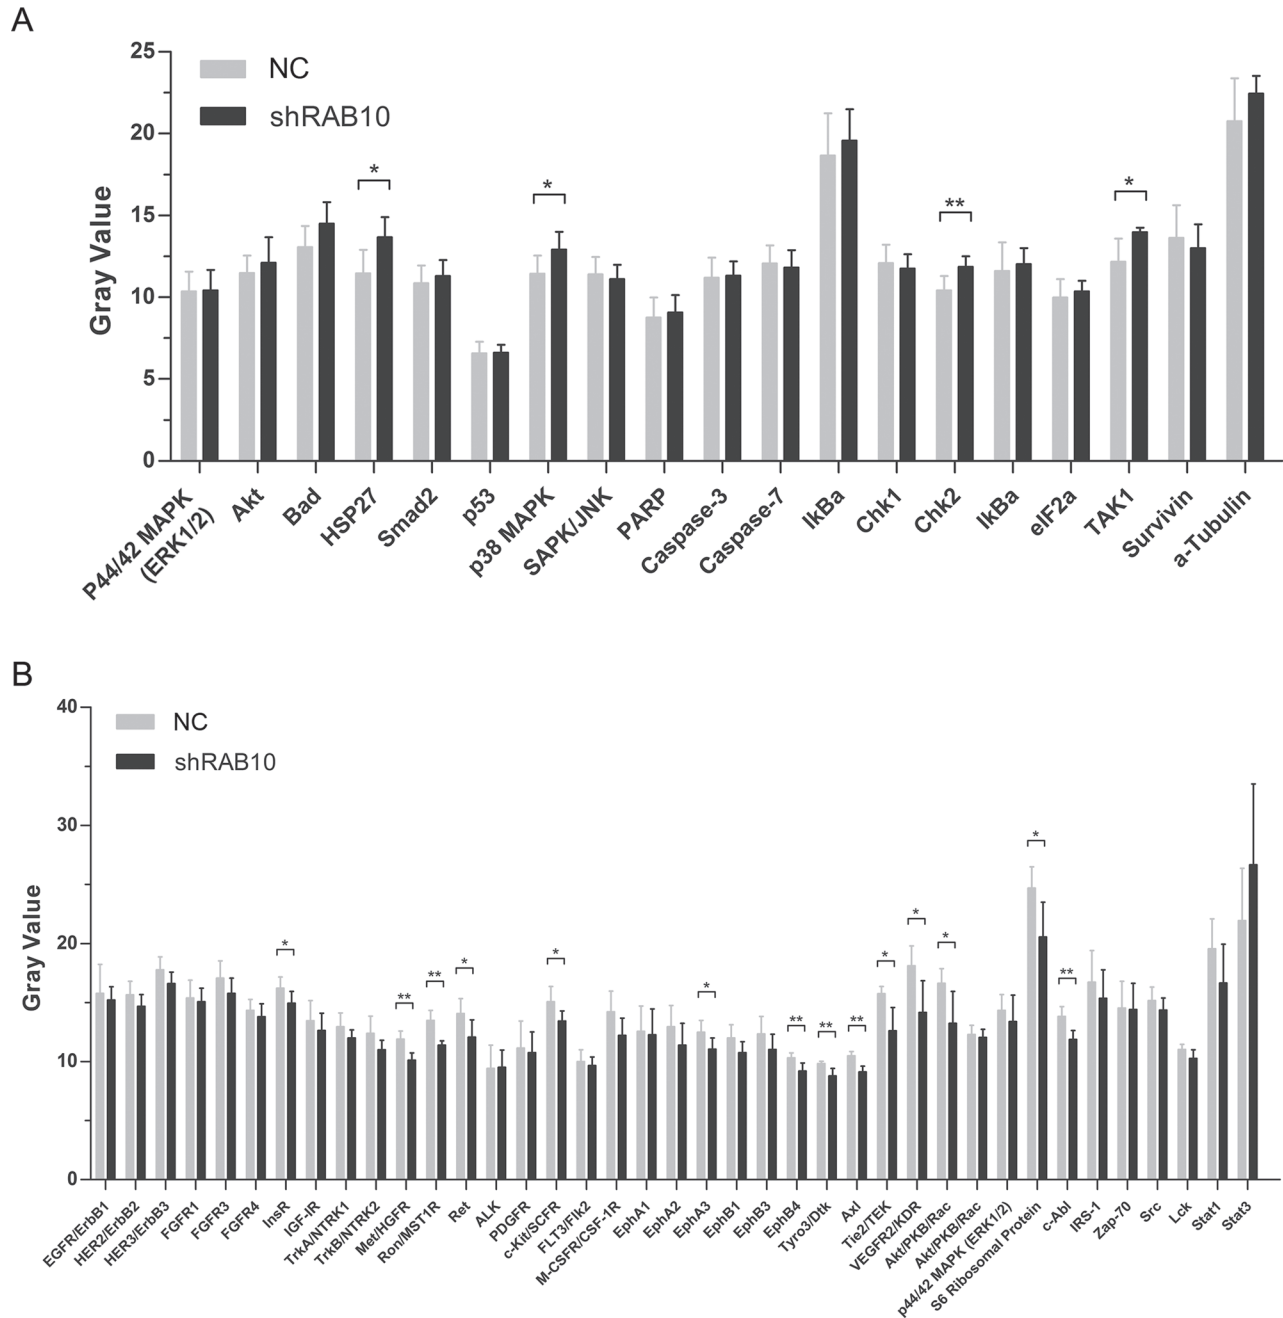 A
25
20
15
10
5
0
Gray Value
NC
shRAB10
*
*
**
*
P44/42 MAPK
(ERK1/2)
Akt
Bad
HSP27
Smad2
p53
p38 MAPK
SAPK/JNK
PARP
Caspase-3
Caspase-7
IkBa
Chk1
Chk2
IkBa
eIF2a
TAK1
Survivin
a-Tubulin
B
40
30
20
10
0
Gray Value
NC
shRAB10
*
**
**
*
*
*
**
**
**
*
*
*
*
**
EGFR/ErbB1
HER2/ErbB2
HER3/ErbB3
FGFR1
FGFR3
FGFR4
InsR
IGF-IR
TrkA/NTRK1
TrkB/NTRK2
Met/HGFR
Ron/MST1R
Ret
ALK
PDGFR
c-Kit/SCFR
FLT3/Flk2
M-CSFR/CSF-1R
EphA1
EphA2
EphA3
EphB1
EphB3
EphB4
Tyro3/Dtk
Axl
Tie2/TEK
VEGFR2/KDR
Akt/PKB/Rac
Akt/PKB/Rac
p44/42 MAPK (ERK1/2)
S6 Ribosomal Protein
c-Abl
IRS-1
Zap-70
Src
Lck
Stat1
Stat3